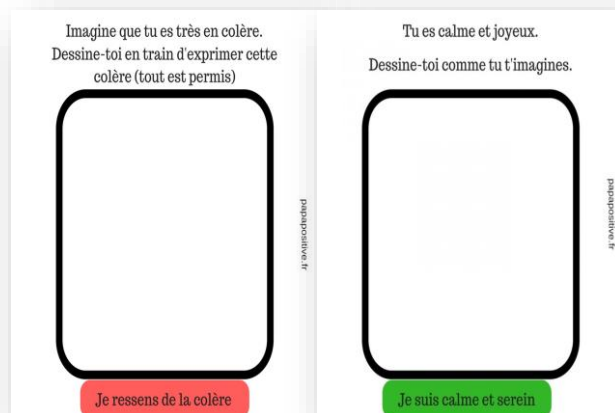 Imagine que tu es très en colère.
Dessine-toi en train d'exprimer cette
colère (tout est permis)
papapositive.fr
Je ressens de la colère
Tu es calme et joyeux.
Dessine-toi comme tu t'imagines.
papapositive.fr
Je suis calme et serein